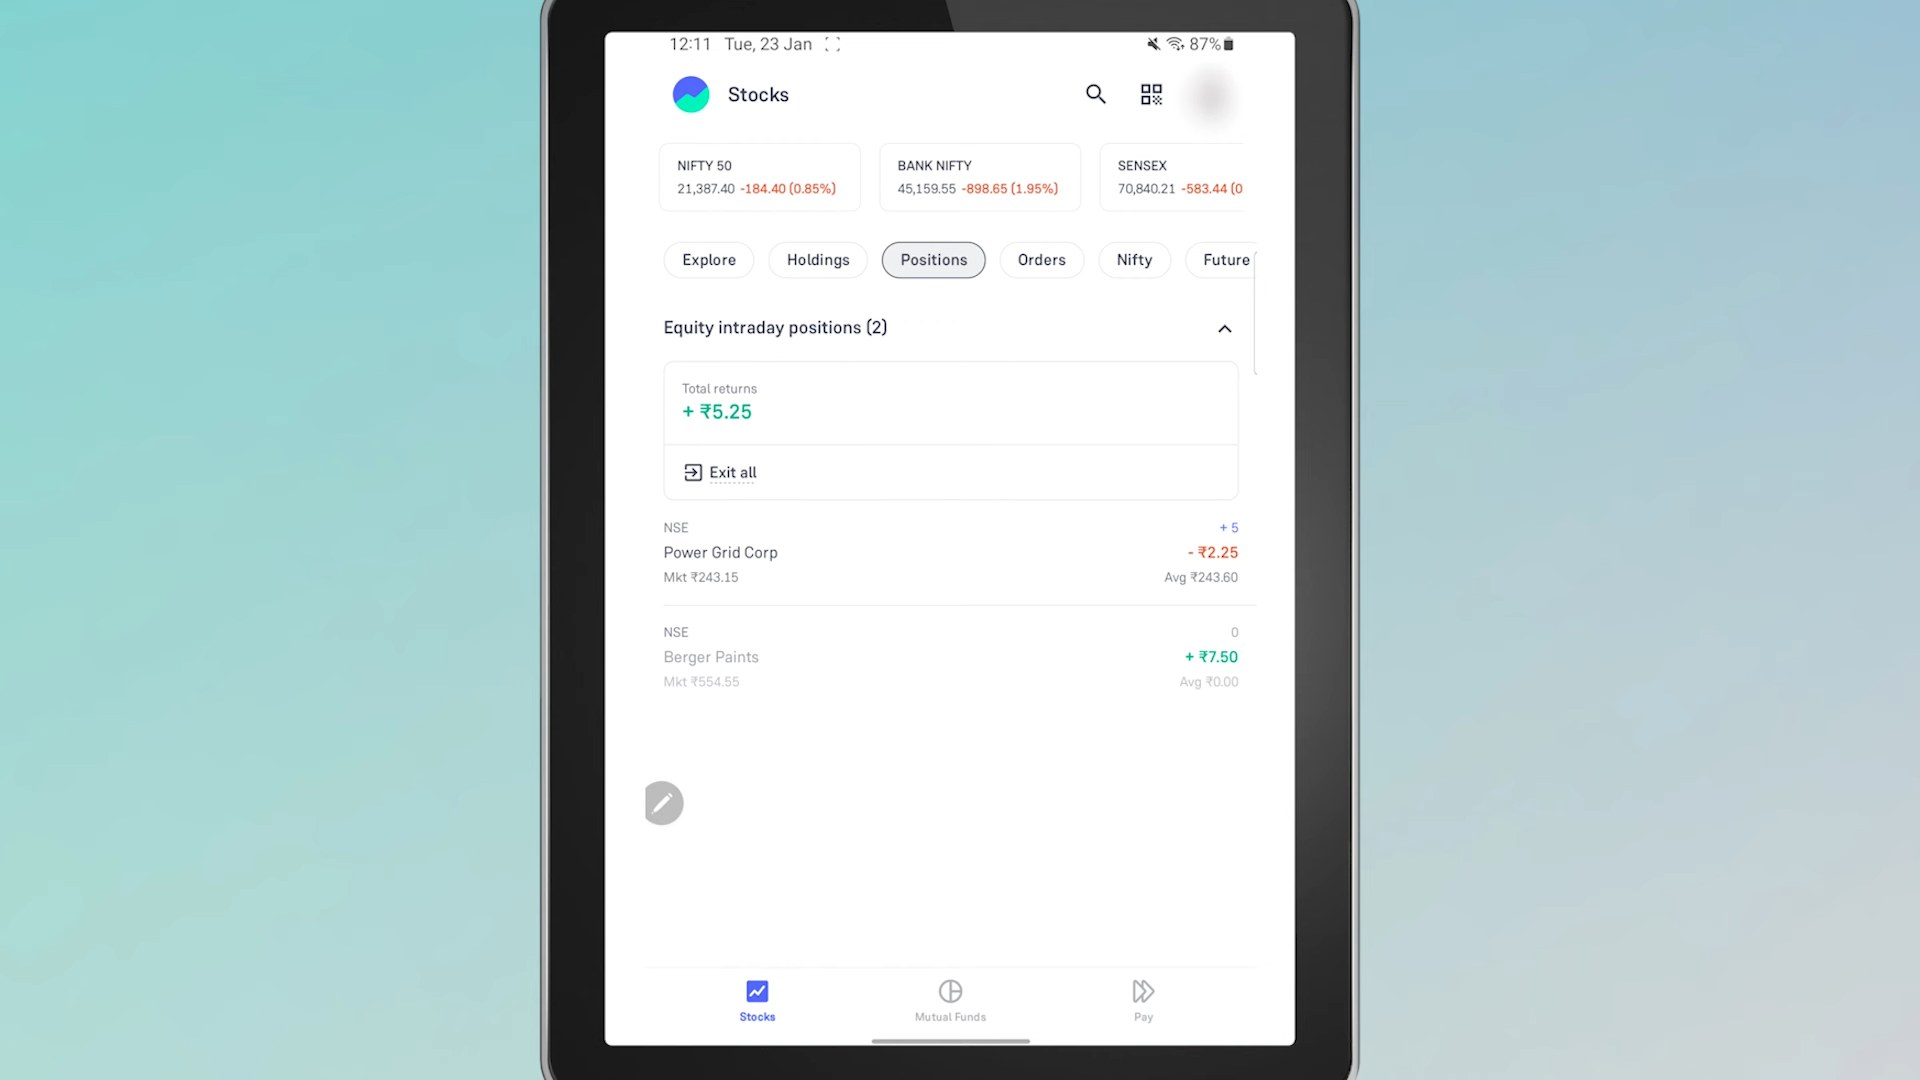 12:11 Tue, 23 Jan 87%
Stocks
NIFTY 50
21,387.40 -184.40 (0.85%)
BANK NIFTY
45,159.55 -898.65 (1.95%)
SENSEX
70,840.21 -583.44 (0
Explore Holdings Positions Orders Nifty Future
Equity intraday positions (2)
Total returns
+ ₹5.25
Exit all
NSE + 5
Power Grid Corp - ₹2.25
Mkt ₹243.15 Avg ₹243.60
NSE 0
Berger Paints + ₹7.50
Mkt ₹554.55 Avg ₹0.00
Stocks Mutual Funds Pay